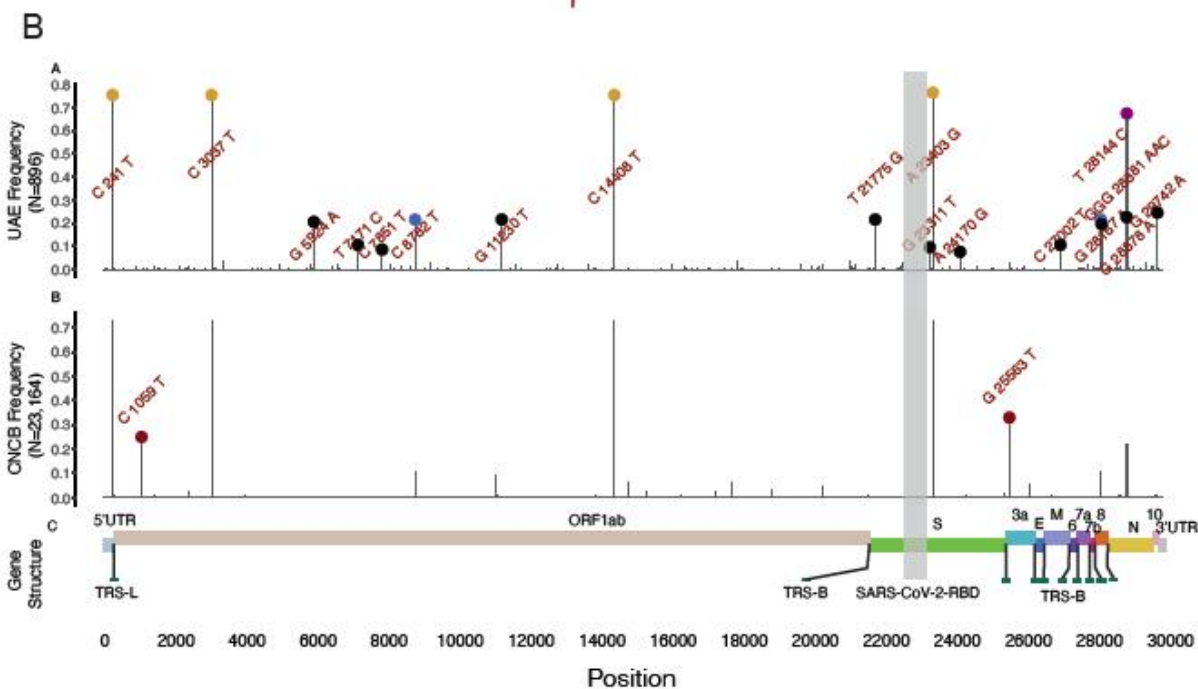 B
A
UAE Frequency
(N=896)
0.8
0.7
0.6
0.5
0.4
0.3
0.2
0.1
0.0
C 241 T
C 3037 T
G 5924 A
T 7171 C
C 7851 T
C 8782 T
G 11230 T
C 14408 T
T 21775 G
A 23403 G
G 23311 T
A 24170 G
C 27002 T
T 28144 C
GGG 28881 AAC
G 28878 A
G 29742 A
B
CNCB Frequency
(N=23,164)
0.7
0.6
0.5
0.4
0.3
0.2
0.1
0.0
C 1059 T
G 25563 T
C
Gene
Structure
5'UTR
ORF1ab
S
3a
E
M
6
7a
7b
8
N
10
3'UTR
TRS-L
TRS-B
SARS-CoV-2-RBD
TRS-B
0 2000 4000 6000 8000 10000 12000 14000 16000 18000 20000 22000 24000 26000 28000 30000
Position